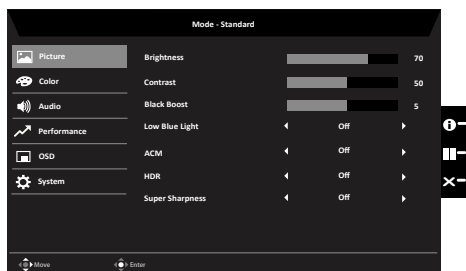 Mode - Standard
Picture
Brightness 70
Color
Contrast 50
Audio
Black Boost 5
Performance
Low Blue Light Off
OSD
ACM Off
System
HDR Off
Super Sharpness Off
Move Enter